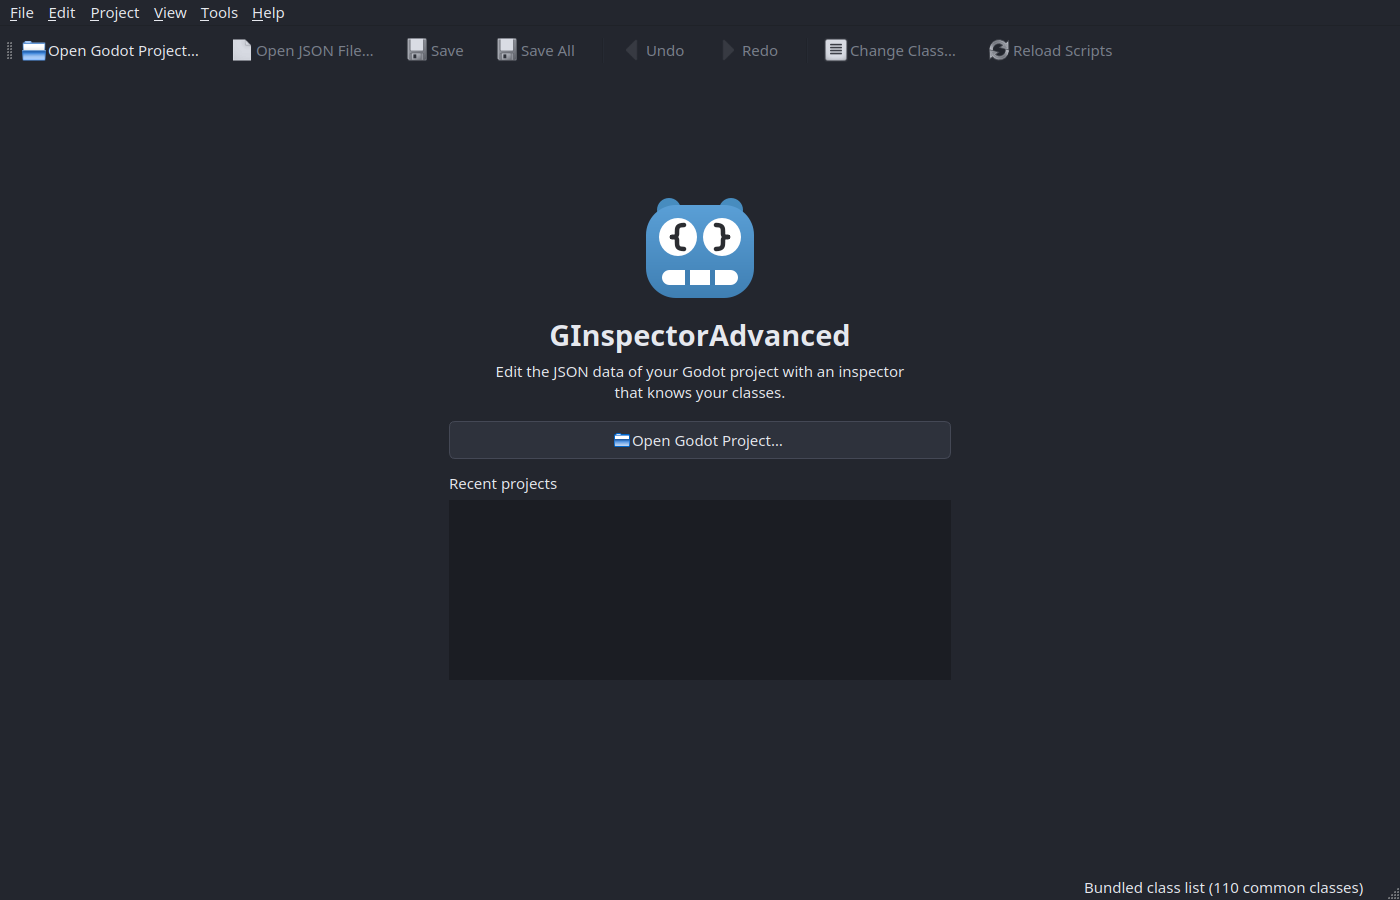 File Edit Project View Tools Help
Open Godot Project... Open JSON File... Save Save All Undo Redo Change Class... Reload Scripts
{ }
GInspectorAdvanced
Edit the JSON data of your Godot project with an inspector
that knows your classes.
Open Godot Project...
Recent projects
Bundled class list (110 common classes)